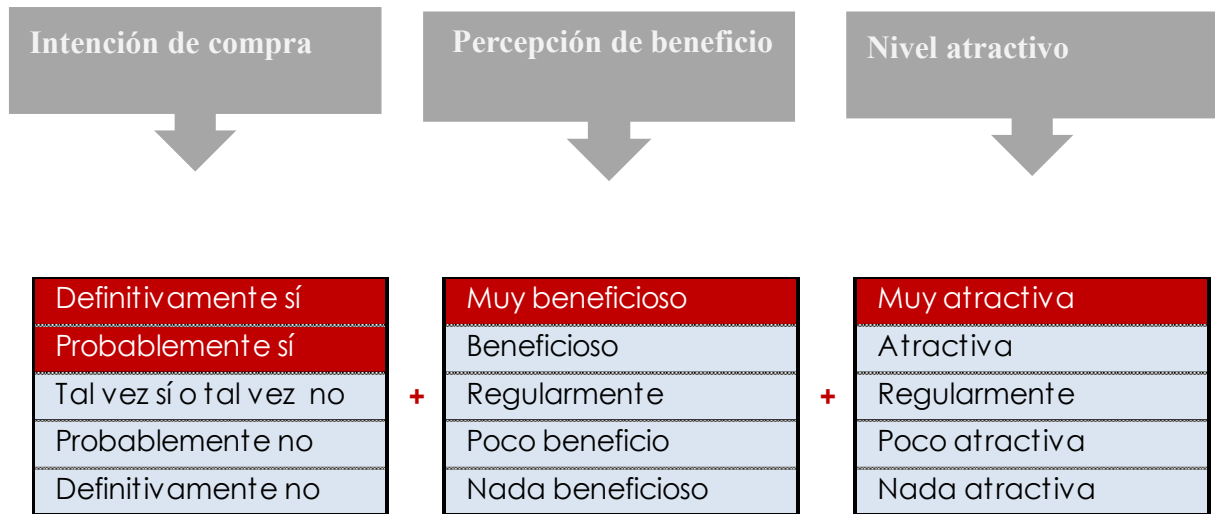 Intención de compra
Percepción de beneficio
Nivel atractivo
Definitivamente sí
Probablemente sí
Tal vez sí o tal vez no
Probablemente no
Definitivamente no
+
Muy beneficioso
Beneficioso
Regularmente
Poco beneficio
Nada beneficioso
+
Muy atractiva
Atractiva
Regularmente
Poco atractiva
Nada atractiva